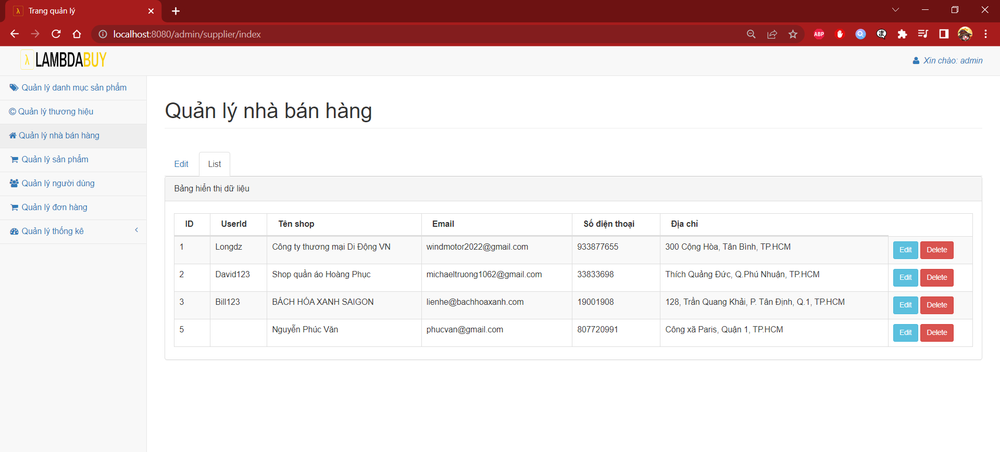 λ Trang quản lý
localhost:8080/admin/supplier/index
ABP
λ LAMBDABUY
Xin chào: admin
Quản lý danh mục sản phẩm
Quản lý thương hiệu
Quản lý nhà bán hàng
Quản lý sản phẩm
Quản lý người dùng
Quản lý đơn hàng
Quản lý thống kê
Quản lý nhà bán hàng
Edit List
Bảng hiển thị dữ liệu
ID UserId Tên shop Email Số điện thoại Địa chỉ
1 Longdz Công ty thương mại Di Động VN windmotor2022@gmail.com 933877655 300 Cộng Hòa, Tân Bình, TP.HCM Edit Delete
2 David123 Shop quần áo Hoàng Phục michaeltruong1062@gmail.com 33833698 Thích Quảng Đức, Q.Phú Nhuận, TP.HCM Edit Delete
3 Bill123 BÁCH HÓA XANH SAIGON lienhe@bachhoaxanh.com 19001908 128, Trần Quang Khải, P. Tân Định, Q.1, TP.HCM Edit Delete
5 Nguyễn Phúc Văn phucvan@gmail.com 807720991 Công xã Paris, Quận 1, TP.HCM Edit Delete